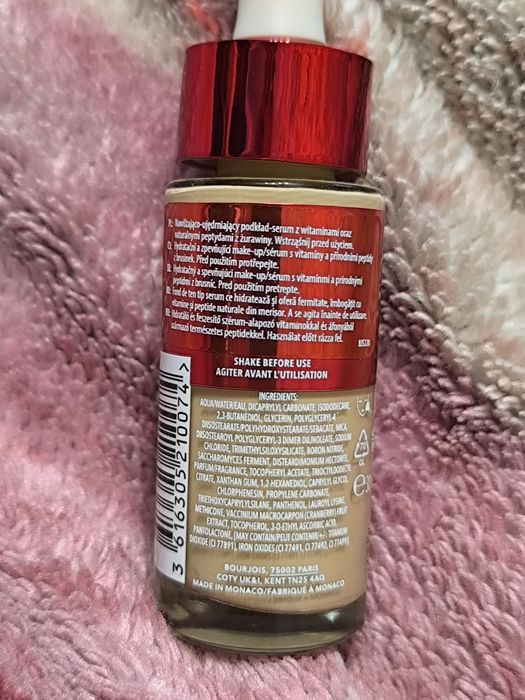 PL: Nawilżająco-ujędrniający podkład-serum z witaminami oraz
naturalnymi peptydami z żurawiny. Wstrząśnij przed użyciem.
Hydratační a zpevňující make-up/sérum s vitaminy a přírodními peptidy
z brusinek. Před použitím protřepejte.
Hydratačný a spevňujúci make-up/sérum s vitamínmi a prírodnými
peptidmi z brusníc. Pred použitím pretrepte.
Fond de ten tip serum ce hidratează și oferă fermitate, îmbogățit cu
vitamine și peptide naturale din merișor. A se agita înainte de utilizare.
Hidratáló és feszesítő szérum-alapozó vitaminokkal és áfonyából
származó természetes peptidekkel. Használat előtt rázza fel.
SHAKE BEFORE USE
AGITER AVANT L'UTILISATION
INGREDIENTS:
AQUA/WATER/EAU, DICAPRYLYL CARBONATE, ISODODECANE,
2,3-BUTANEDIOL, GLYCERIN, POLYGLYCERYL-4
DIISOSTEARATE/POLYHYDROXYSTEARATE/SEBACATE, MICA,
DIISOSTEAROYL POLYGLYCERYL-3 DIMER DILINOLEATE, SODIUM
CHLORIDE, TRIMETHYLSILOXYSILICATE, BORON NITRIDE,
SACCHAROMYCES FERMENT, DISTEARDIMONIUM HECTORITE,
PARFUM/FRAGRANCE, TOCOPHERYL ACETATE, TRIOCTYLDODECYL
CITRATE, XANTHAN GUM, 1,2-HEXANEDIOL, CAPRYLYL GLYCOL,
CHLORPHENESIN, PROPYLENE CARBONATE,
TRIETHOXYCAPRYLYLSILANE, PANTHENOL, LAUROYL LYSINE,
METHICONE, VACCINIUM MACROCARPON (CRANBERRY) FRUIT
EXTRACT, TOCOPHEROL, 3-O-ETHYL ASCORBIC ACID,
PANTOLACTONE, [MAY CONTAIN/PEUT CONTENIR/+/-: TITANIUM
DIOXIDE (CI 77891), IRON OXIDES (CI 77491, CI 77492, CI 77499)].
BOURJOIS, 75002 PARIS
COTY UK&I, KENT TN25 4AQ
MADE IN MONACO/FABRIQUÉ À MONACO
3 616305 210074 >
70
GL